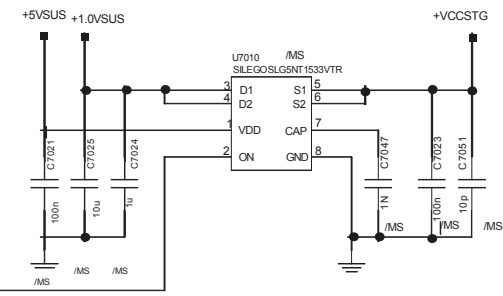 +5VSUS +1.0VSUS
+VCCSTG
U7010 /MS
SILEGOSLG5NT1533VTR
3 D1 S1 5
4 D2 S2 6
1 VDD CAP 7
2 ON GND 8
C7021
100n
C7025
10u
C7024
1u
C7047
1N
C7023
100n
C7051
10p
/MS
/MS
/MS
/MS
/MS
/MS